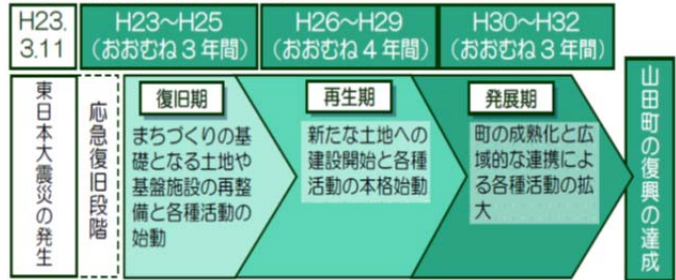 H23.
3.11
H23～H25
(おおむね３年間)
H26～H29
(おおむね４年間)
H30～H32
(おおむね３年間)
東日本大震災の発生
応急復旧段階
復旧期
まちづくりの基
礎となる土地や
基盤施設の再整
備と各種活動の
始動
再生期
新たな土地への
建設開始と各種
活動の本格始動
発展期
町の成熟化と広
域的な連携によ
る各種活動の拡
大
山田町の復興の達成